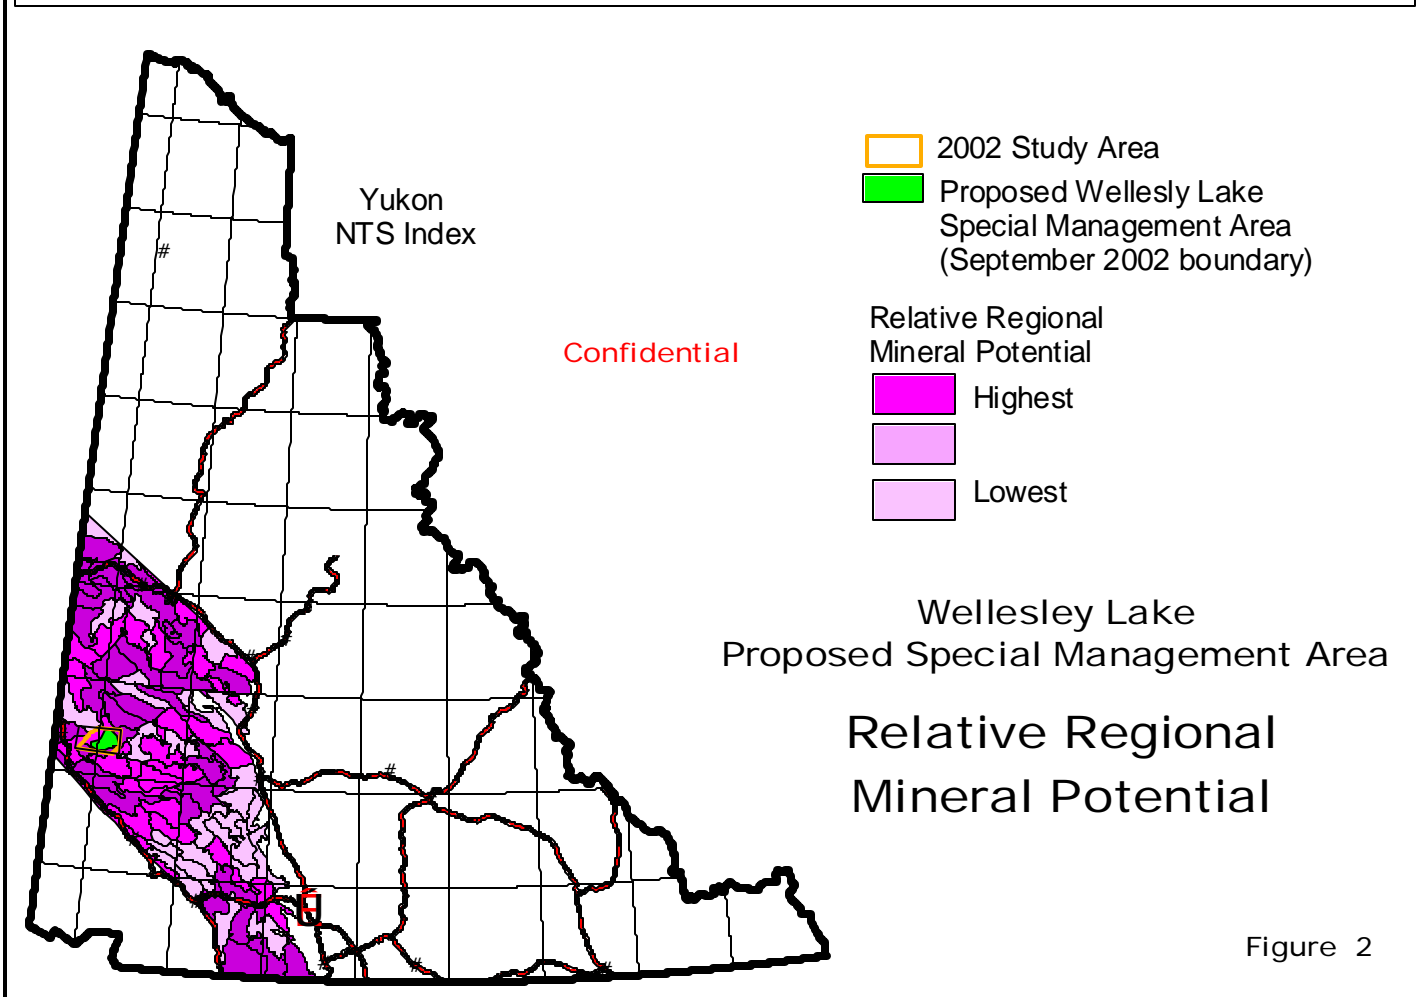 Yukon
NTS Index
Confidential
2002 Study Area
Proposed Wellesly Lake
Special Management Area
(September 2002 boundary)
Relative Regional
Mineral Potential
Highest
Lowest
Wellesley Lake
Proposed Special Management Area
Relative Regional
Mineral Potential
Figure 2